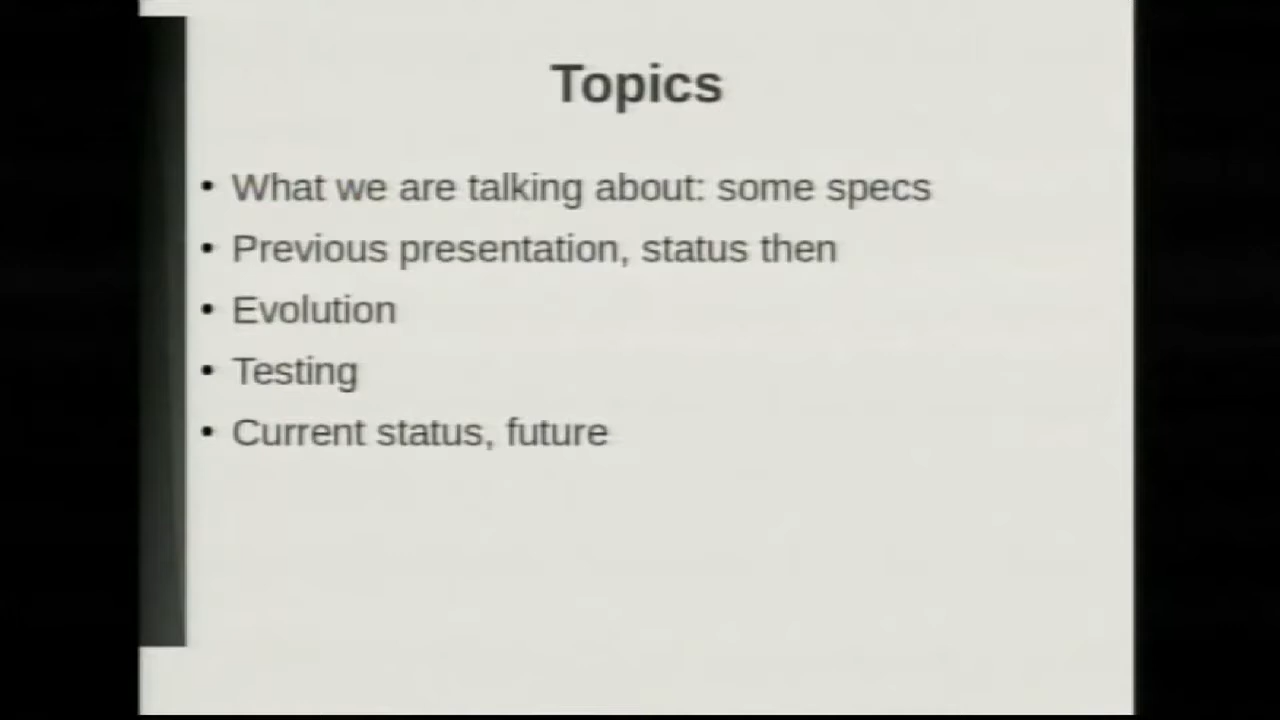 Topics
• What we are talking about: some specs
• Previous presentation, status then
• Evolution
• Testing
• Current status, future